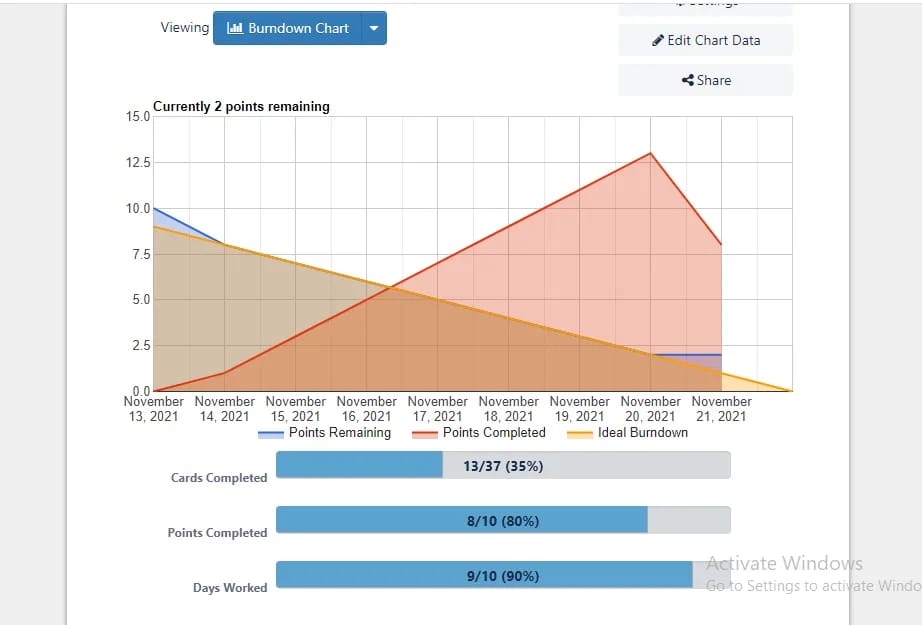 Settings
Viewing Burndown Chart
Edit Chart Data
Share
Currently 2 points remaining
15.0
12.5
10.0
7.5
5.0
2.5
0.0
November November November November November November November November November
13, 2021 14, 2021 15, 2021 16, 2021 17, 2021 18, 2021 19, 2021 20, 2021 21, 2021
Points Remaining Points Completed Ideal Burndown
13/37 (35%)
Cards Completed
8/10 (80%)
Points Completed
Activate Windows
9/10 (90%)
Go to Settings to activate Windo
Days Worked